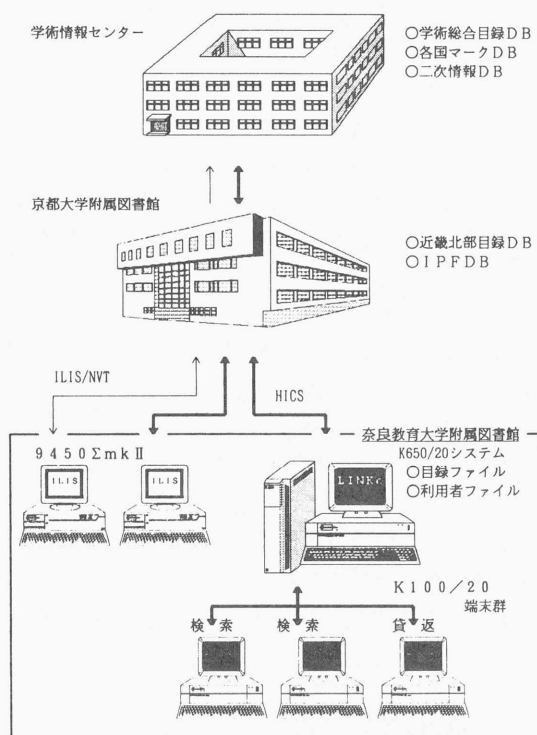 学術情報センター
○学術総合目録DB
○各国マークDB
○二次情報DB
京都大学附属図書館
○近畿北部目録DB
○IPFDB
ILIS/NVT
HICS
奈良教育大学附属図書館
9450ΣmkⅡ
K650/20システム
○目録ファイル
○利用者ファイル
ILIS
ILIS
LINKc
K100/20
端末群
検索
検索
貸返